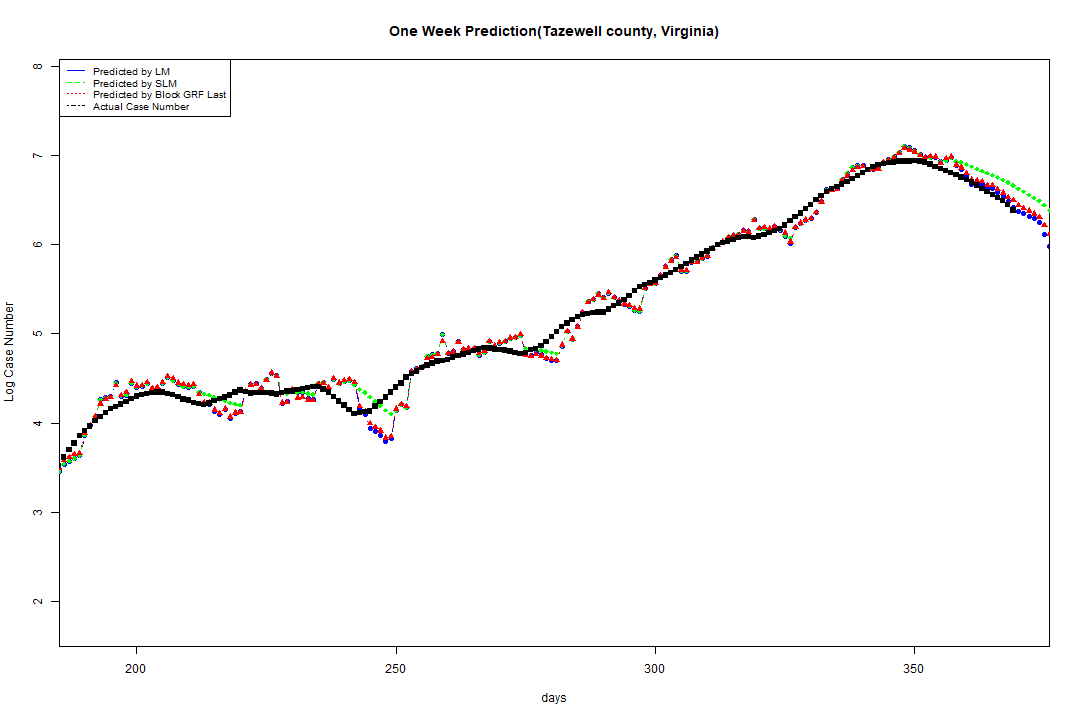 One Week Prediction(Tazewell county, Virginia)
Predicted by LM
Predicted by SLM
Predicted by Block GRF Last
Actual Case Number
8
7
6
5
4
3
2
Log Case Number
200 250 300 350
days